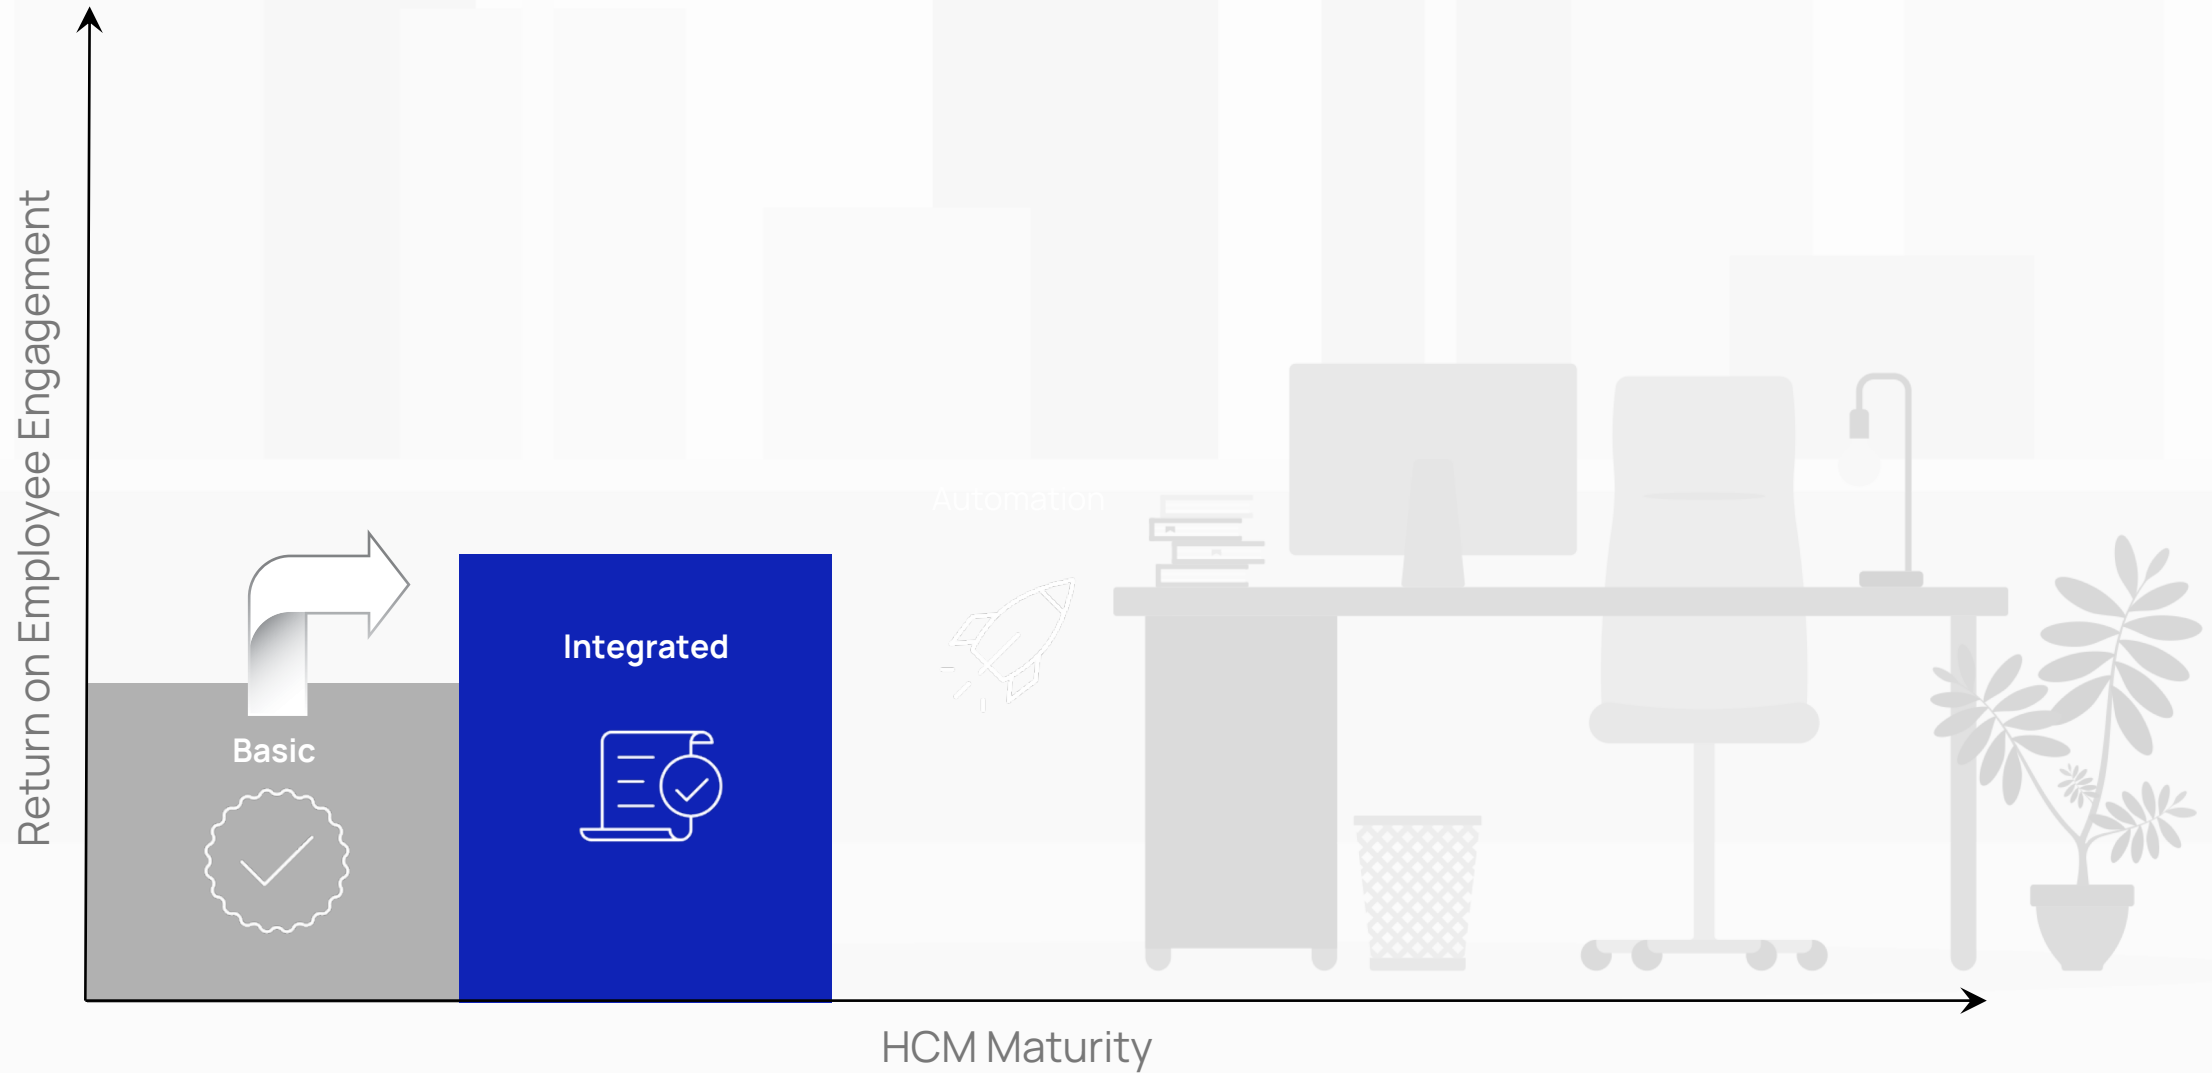 Return on Employee Engagement
Automation
Integrated
Basic
HCM Maturity